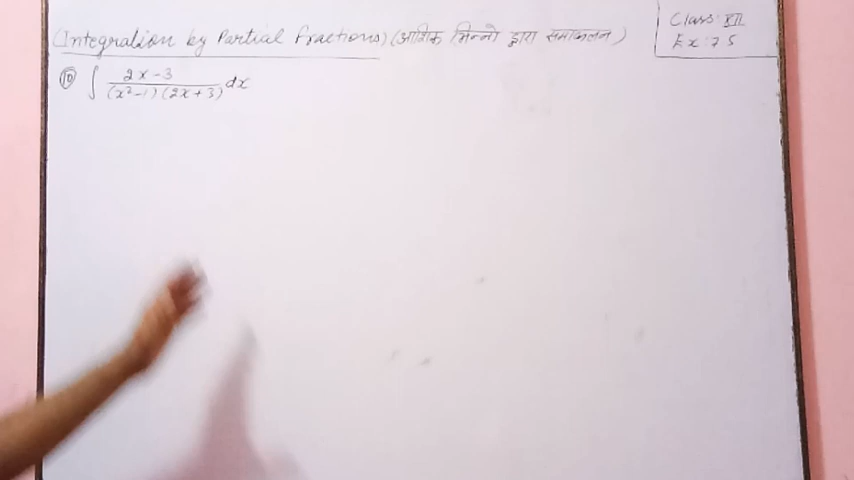 (Integration by Partial fractions) (आंशिक भिन्नो द्वारा समाकलन)
Class: XII
Ex: 7.5
(10) ∫ 2x-3 / (x²-1)(2x+3) dx